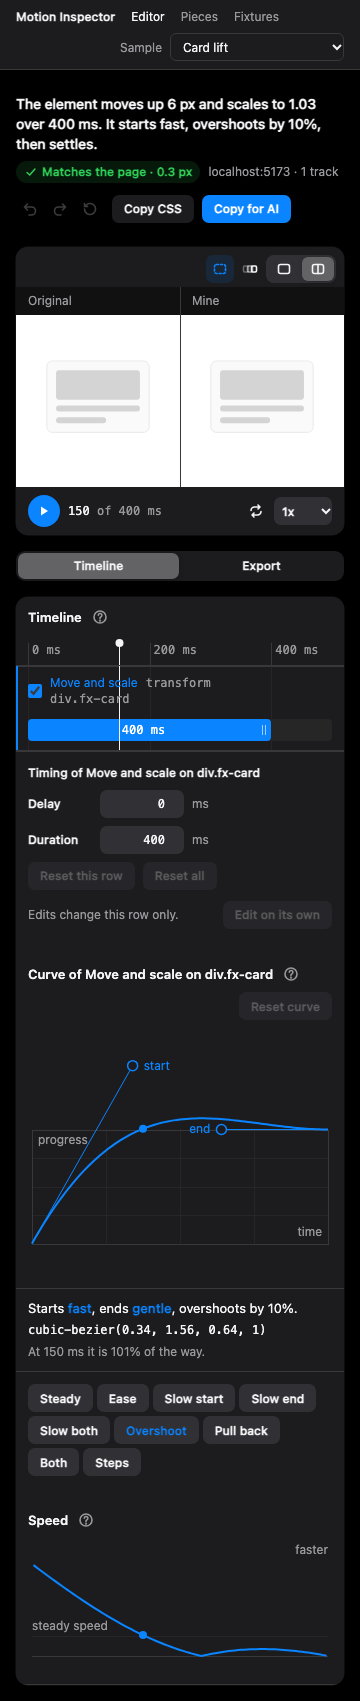 Motion Inspector Editor Pieces Fixtures
Sample Card lift
The element moves up 6 px and scales to 1.03
over 400 ms. It starts fast, overshoots by 10%,
then settles.
Matches the page · 0.3 px localhost:5173 · 1 track
Copy CSS Copy for AI
Original Mine
150 of 400 ms 1x
Timeline Export
Timeline
0 ms 200 ms 400 ms
Move and scale transform
div.fx-card
400 ms
Timing of Move and scale on div.fx-card
Delay 0 ms
Duration 400 ms
Reset this row Reset all
Edits change this row only. Edit on its own
Curve of Move and scale on div.fx-card
Reset curve
start
end
progress
time
Starts fast, ends gentle, overshoots by 10%.
cubic-bezier(0.34, 1.56, 0.64, 1)
At 150 ms it is 101% of the way.
Steady Ease Slow start Slow end
Slow both Overshoot Pull back
Both Steps
Speed
faster
steady speed